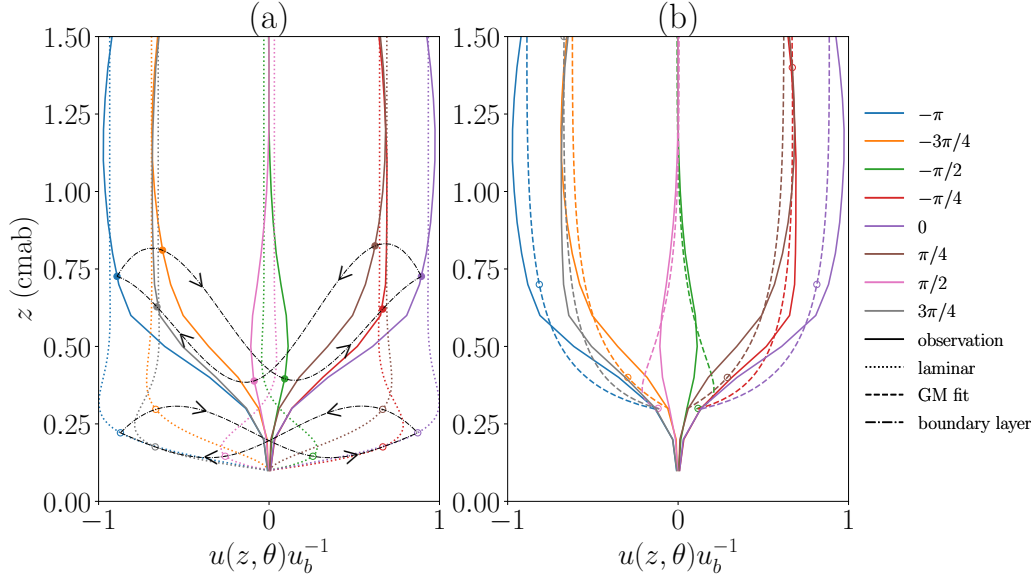 (a)
(b)
1.50
1.25
1.00
0.75
0.50
0.25
0.00
z (cmab)
−1
0
1
u(z, θ)u_b^{−1}
1.50
1.25
1.00
0.75
0.50
0.25
0.00
−1
0
1
u(z, θ)u_b^{−1}
−π
−3π/4
−π/2
−π/4
0
π/4
π/2
3π/4
observation
laminar
GM fit
boundary layer